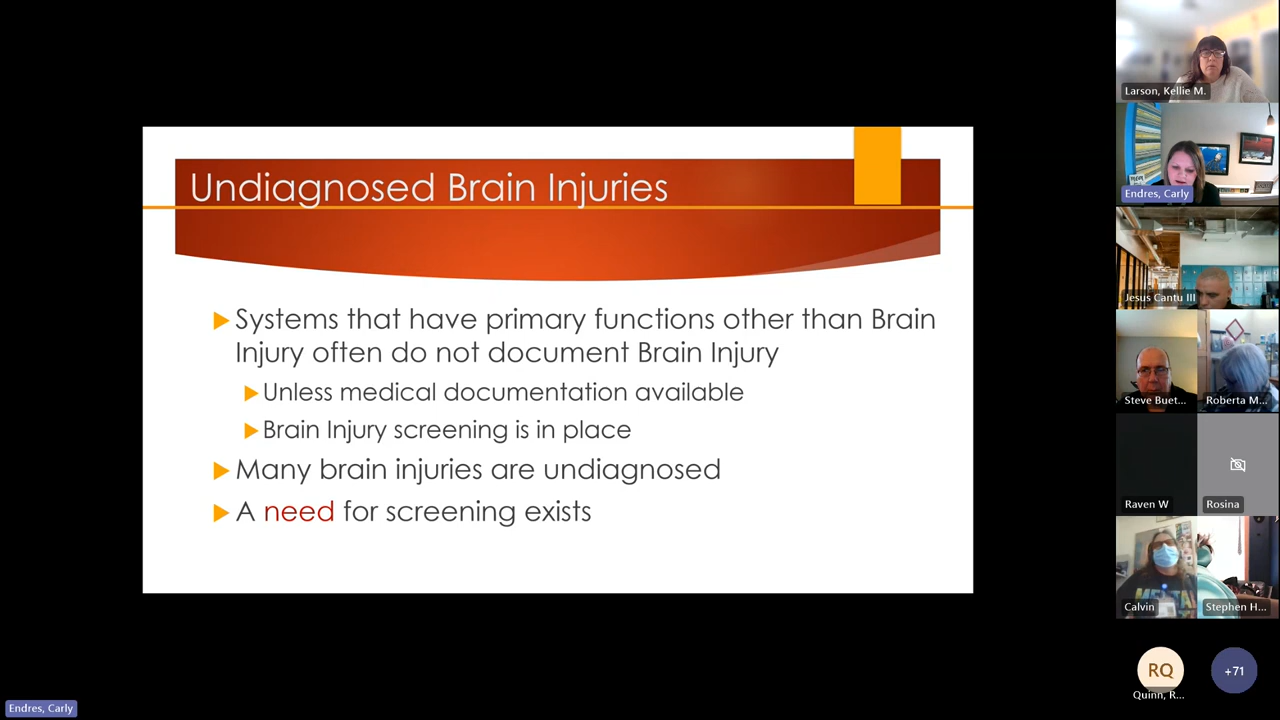 Undiagnosed Brain Injuries
Systems that have primary functions other than Brain
Injury often do not document Brain Injury
Unless medical documentation available
Brain Injury screening is in place
Many brain injuries are undiagnosed
A need for screening exists
Larson, Kellie M.
Endres, Carly
Jesus Cantu III
Steve Buet...
Roberta M...
Raven W
Rosina
Calvin
Stephen H...
RQ
Quinn, R...
+71
Endres, Carly